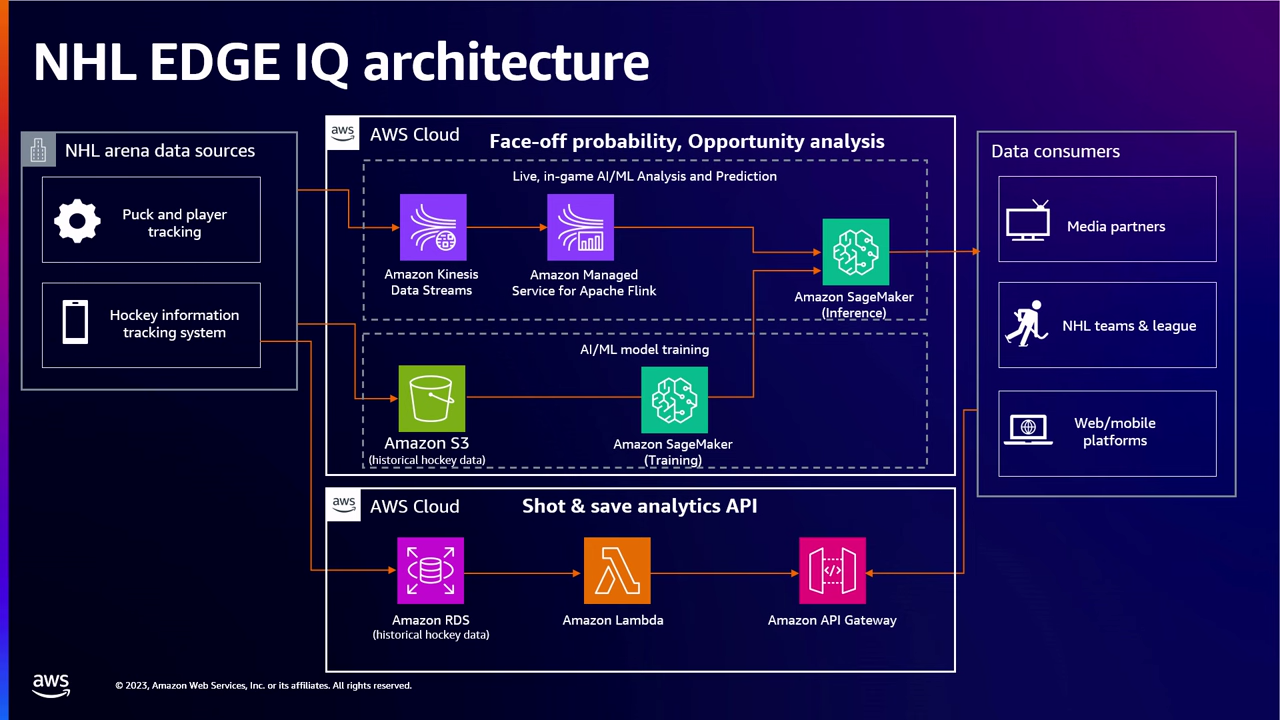 NHL EDGE IQ architecture
NHL arena data sources
Puck and player
tracking
Hockey information
tracking system
aws
AWS Cloud
Face-off probability, Opportunity analysis
Live, in-game AI/ML Analysis and Prediction
Amazon Kinesis
Data Streams
Amazon Managed
Service for Apache Flink
Amazon SageMaker
(Inference)
AI/ML model training
Amazon S3
(historical hockey data)
Amazon SageMaker
(Training)
aws
AWS Cloud
Shot & save analytics API
Amazon RDS
(historical hockey data)
Amazon Lambda
Amazon API Gateway
Data consumers
Media partners
NHL teams & league
Web/mobile
platforms
aws
© 2023, Amazon Web Services, Inc. or its affiliates. All rights reserved.